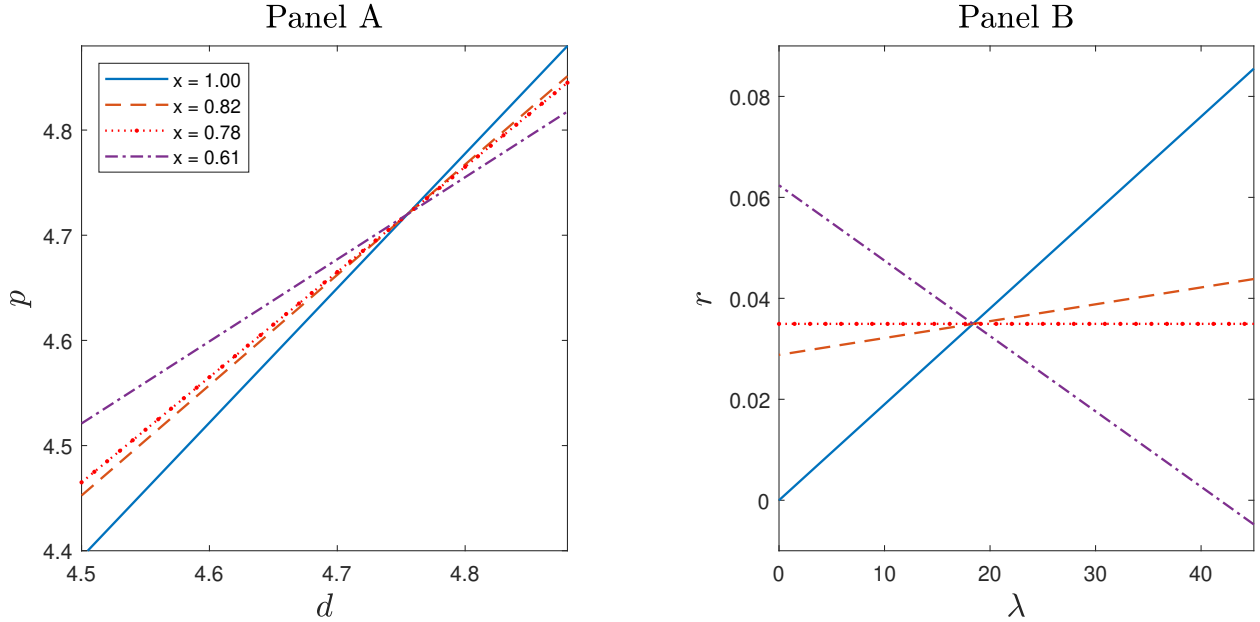 Panel A
x = 1.00
x = 0.82
x = 0.78
x = 0.61
4.8
4.7
4.6
4.5
4.4
p
4.5 4.6 4.7 4.8
d
Panel B
0.08
0.06
0.04
0.02
0
r
0 10 20 30 40
λ